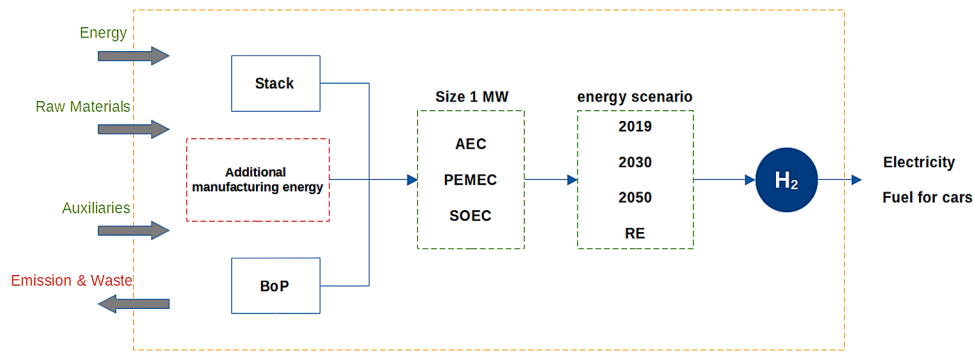 Energy
Raw Materials
Auxiliaries
Emission & Waste
Stack
Additional
manufacturing energy
BoP
Size 1 MW
AEC
PEMEC
SOEC
energy scenario
2019
2030
2050
RE
H₂
Electricity
Fuel for cars